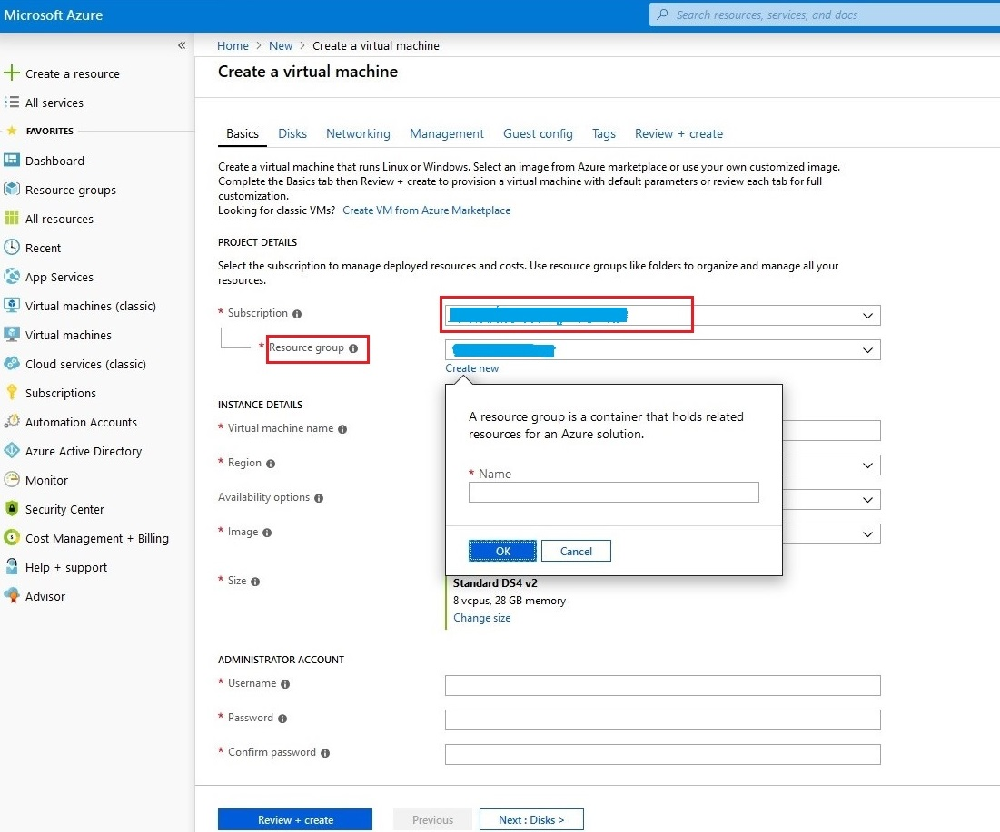 Microsoft Azure
Search resources, services, and docs
«
Home > New > Create a virtual machine
Create a virtual machine
Create a resource
All services
FAVORITES
Dashboard
Resource groups
All resources
Recent
App Services
Virtual machines (classic)
Virtual machines
Cloud services (classic)
Subscriptions
Automation Accounts
Azure Active Directory
Monitor
Security Center
Cost Management + Billing
Help + support
Advisor
Basics Disks Networking Management Guest config Tags Review + create
Create a virtual machine that runs Linux or Windows. Select an image from Azure marketplace or use your own customized image.
Complete the Basics tab then Review + create to provision a virtual machine with default parameters or review each tab for full
customization.
Looking for classic VMs? Create VM from Azure Marketplace
PROJECT DETAILS
Select the subscription to manage deployed resources and costs. Use resource groups like folders to organize and manage all your
resources.
* Subscription
* Resource group
Create new
A resource group is a container that holds related
resources for an Azure solution.
* Name
OK Cancel
INSTANCE DETAILS
* Virtual machine name
* Region
Availability options
* Image
* Size
Standard DS4 v2
8 vcpus, 28 GB memory
Change size
ADMINISTRATOR ACCOUNT
* Username
* Password
* Confirm password
Review + create Previous Next : Disks >